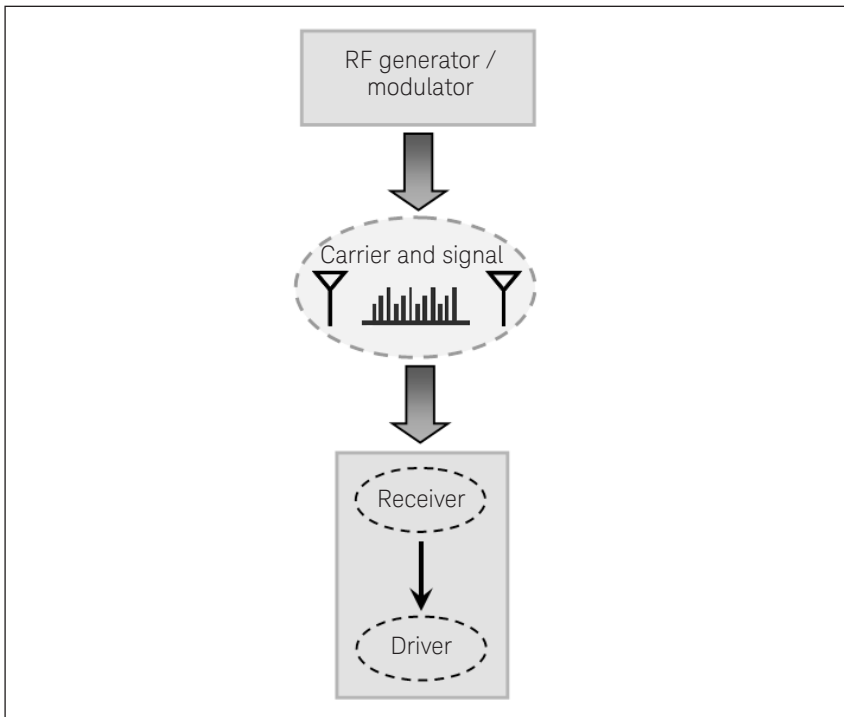 RF generator /
modulator
Carrier and signal
Receiver
Driver